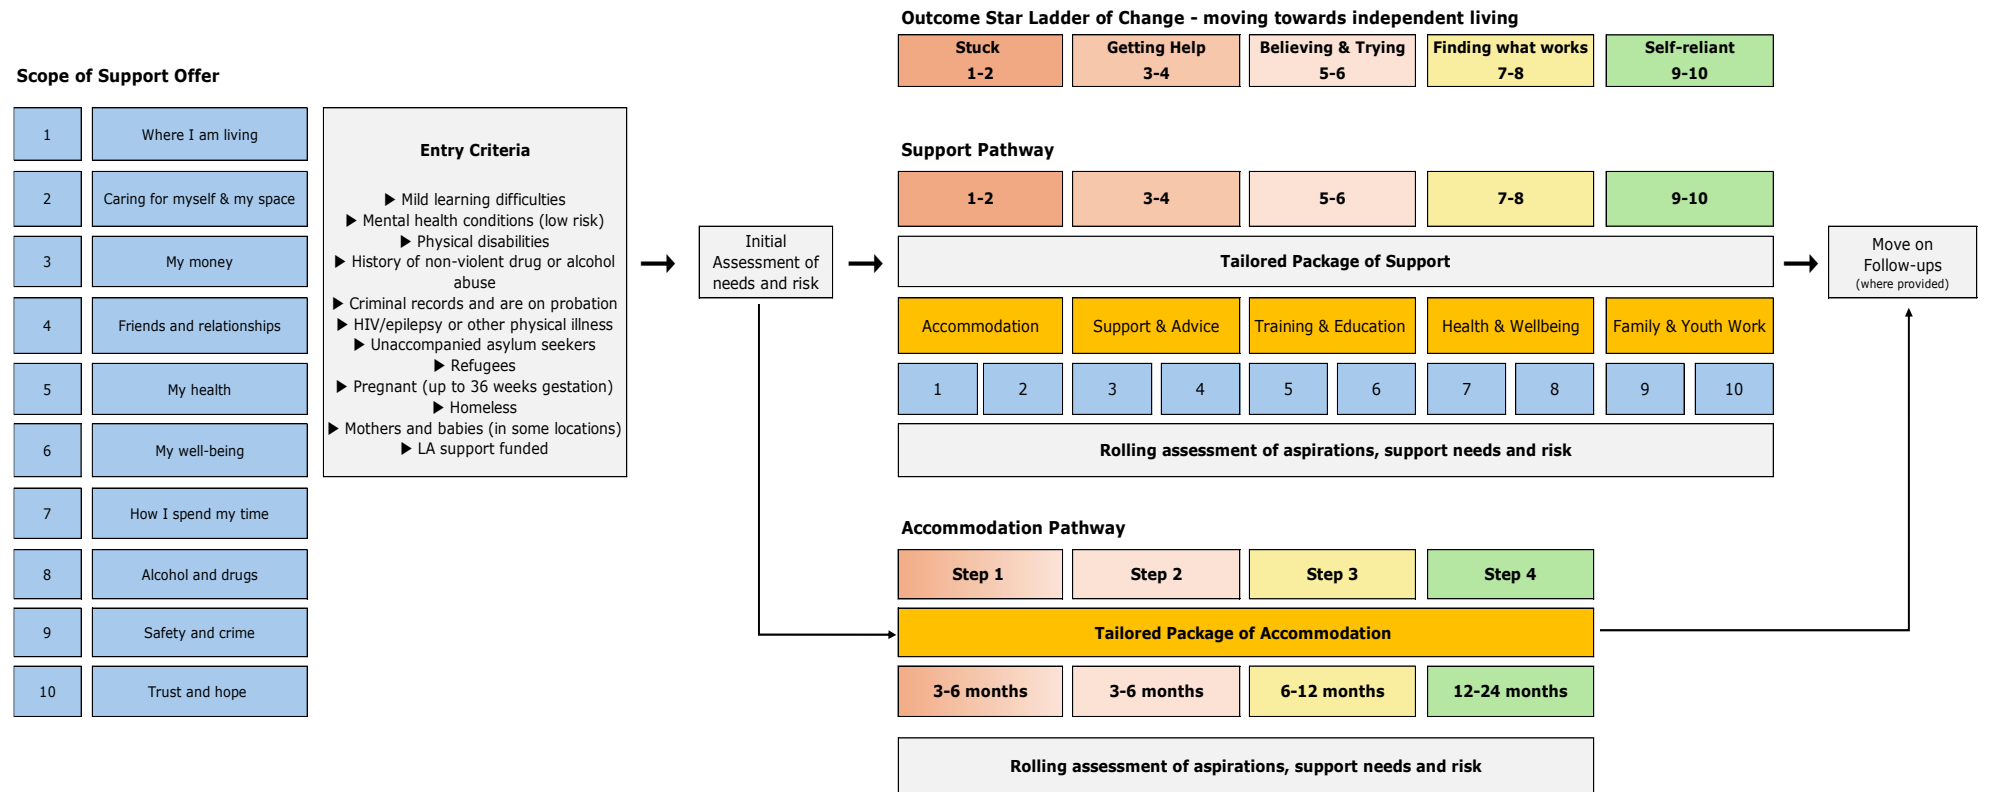 Outcome Star Ladder of Change - moving towards independent living
Stuck
1-2
Getting Help
3-4
Believing & Trying
5-6
Finding what works
7-8
Self-reliant
9-10
Scope of Support Offer
1
Where I am living
2
Caring for myself & my space
3
My money
4
Friends and relationships
5
My health
6
My well-being
7
How I spend my time
8
Alcohol and drugs
9
Safety and crime
10
Trust and hope
Entry Criteria
▶ Mild learning difficulties
▶ Mental health conditions (low risk)
▶ Physical disabilities
▶ History of non-violent drug or alcohol
abuse
▶ Criminal records and are on probation
▶ HIV/epilepsy or other physical illness
▶ Unaccompanied asylum seekers
▶ Refugees
▶ Pregnant (up to 36 weeks gestation)
▶ Homeless
▶ Mothers and babies (in some locations)
▶ LA support funded
Initial
Assessment of
needs and risk
Support Pathway
1-2
3-4
5-6
7-8
9-10
Tailored Package of Support
Accommodation
Support & Advice
Training & Education
Health & Wellbeing
Family & Youth Work
1
2
3
4
5
6
7
8
9
10
Rolling assessment of aspirations, support needs and risk
Accommodation Pathway
Step 1
Step 2
Step 3
Step 4
Tailored Package of Accommodation
3-6 months
3-6 months
6-12 months
12-24 months
Rolling assessment of aspirations, support needs and risk
Move on
Follow-ups
(where provided)